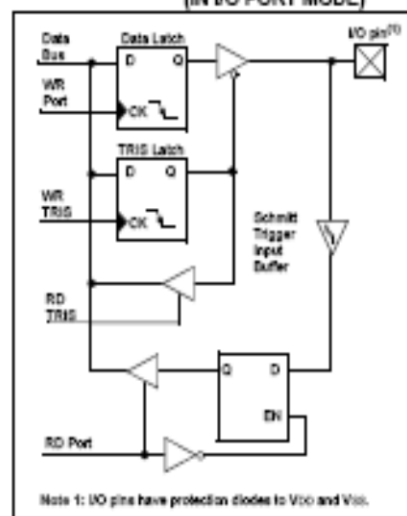 (IN I/O PORT MODE)
Data
Bus
Data Latch
I/O pin(1)
D Q
WR
Port
CK
TRIS Latch
D Q
WR
TRIS
CK
Schmitt
Trigger
Input
Buffer
RD
TRIS
Q D
EN
RD Port
Note 1: I/O pins have protection diodes to VDD and VSS.